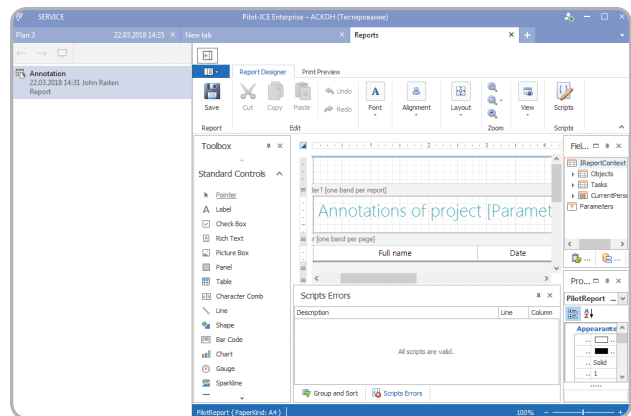 SERVICE
Pilot-ICE Enterprise – АСКОН (Тестирование)
Plan 3
22.03.2018 14:35
New tab
Reports
Annotation
22.03.2018 14:31 John Raiten
Report
Report Designer
Print Preview
Save
Cut
Copy
Paste
Undo
Redo
Font
Alignment
Layout
View
Scripts
Report
Edit
Zoom
Scripts
Toolbox
Standard Controls
Pointer
Label
Check Box
Rich Text
Picture Box
Panel
Table
Character Comb
Line
Shape
Bar Code
Chart
Gauge
Sparkline
1
2
3
4
der1 [one band per report]
Annotations of project [Paramet
r [one band per page]
Full name
Date
Scripts Errors
Description
Line
Column
All scripts are valid.
Group and Sort
Scripts Errors
Fiel...
IReportContext
Objects
Tasks
CurrentPerso
Parameters
Pro...
PilotReport ...
Appearance
Solid
1
PilotReport { PaperKind: A4 }
100%